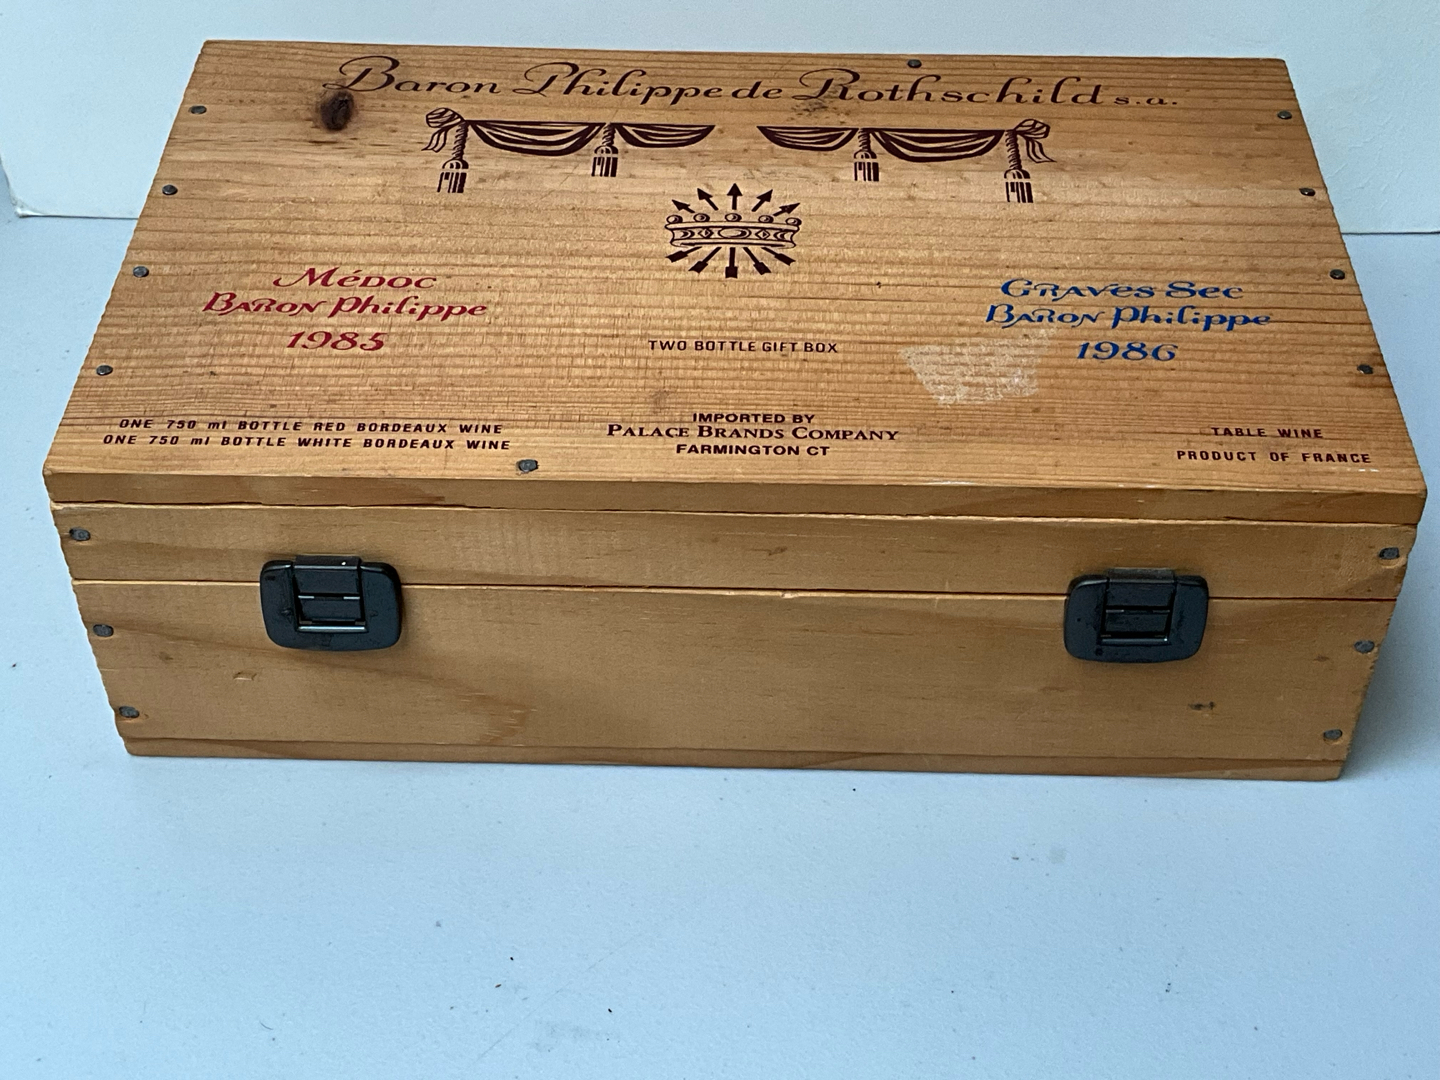 Baron Philippe de Rothschild s.a.
Médoc
Baron Philippe
1985
Graves Sec
Baron Philippe
1986
TWO BOTTLE GIFT BOX
ONE 750 ml BOTTLE RED BORDEAUX WINE
ONE 750 ml BOTTLE WHITE BORDEAUX WINE
IMPORTED BY
PALACE BRANDS COMPANY
FARMINGTON CT
TABLE WINE
PRODUCT OF FRANCE